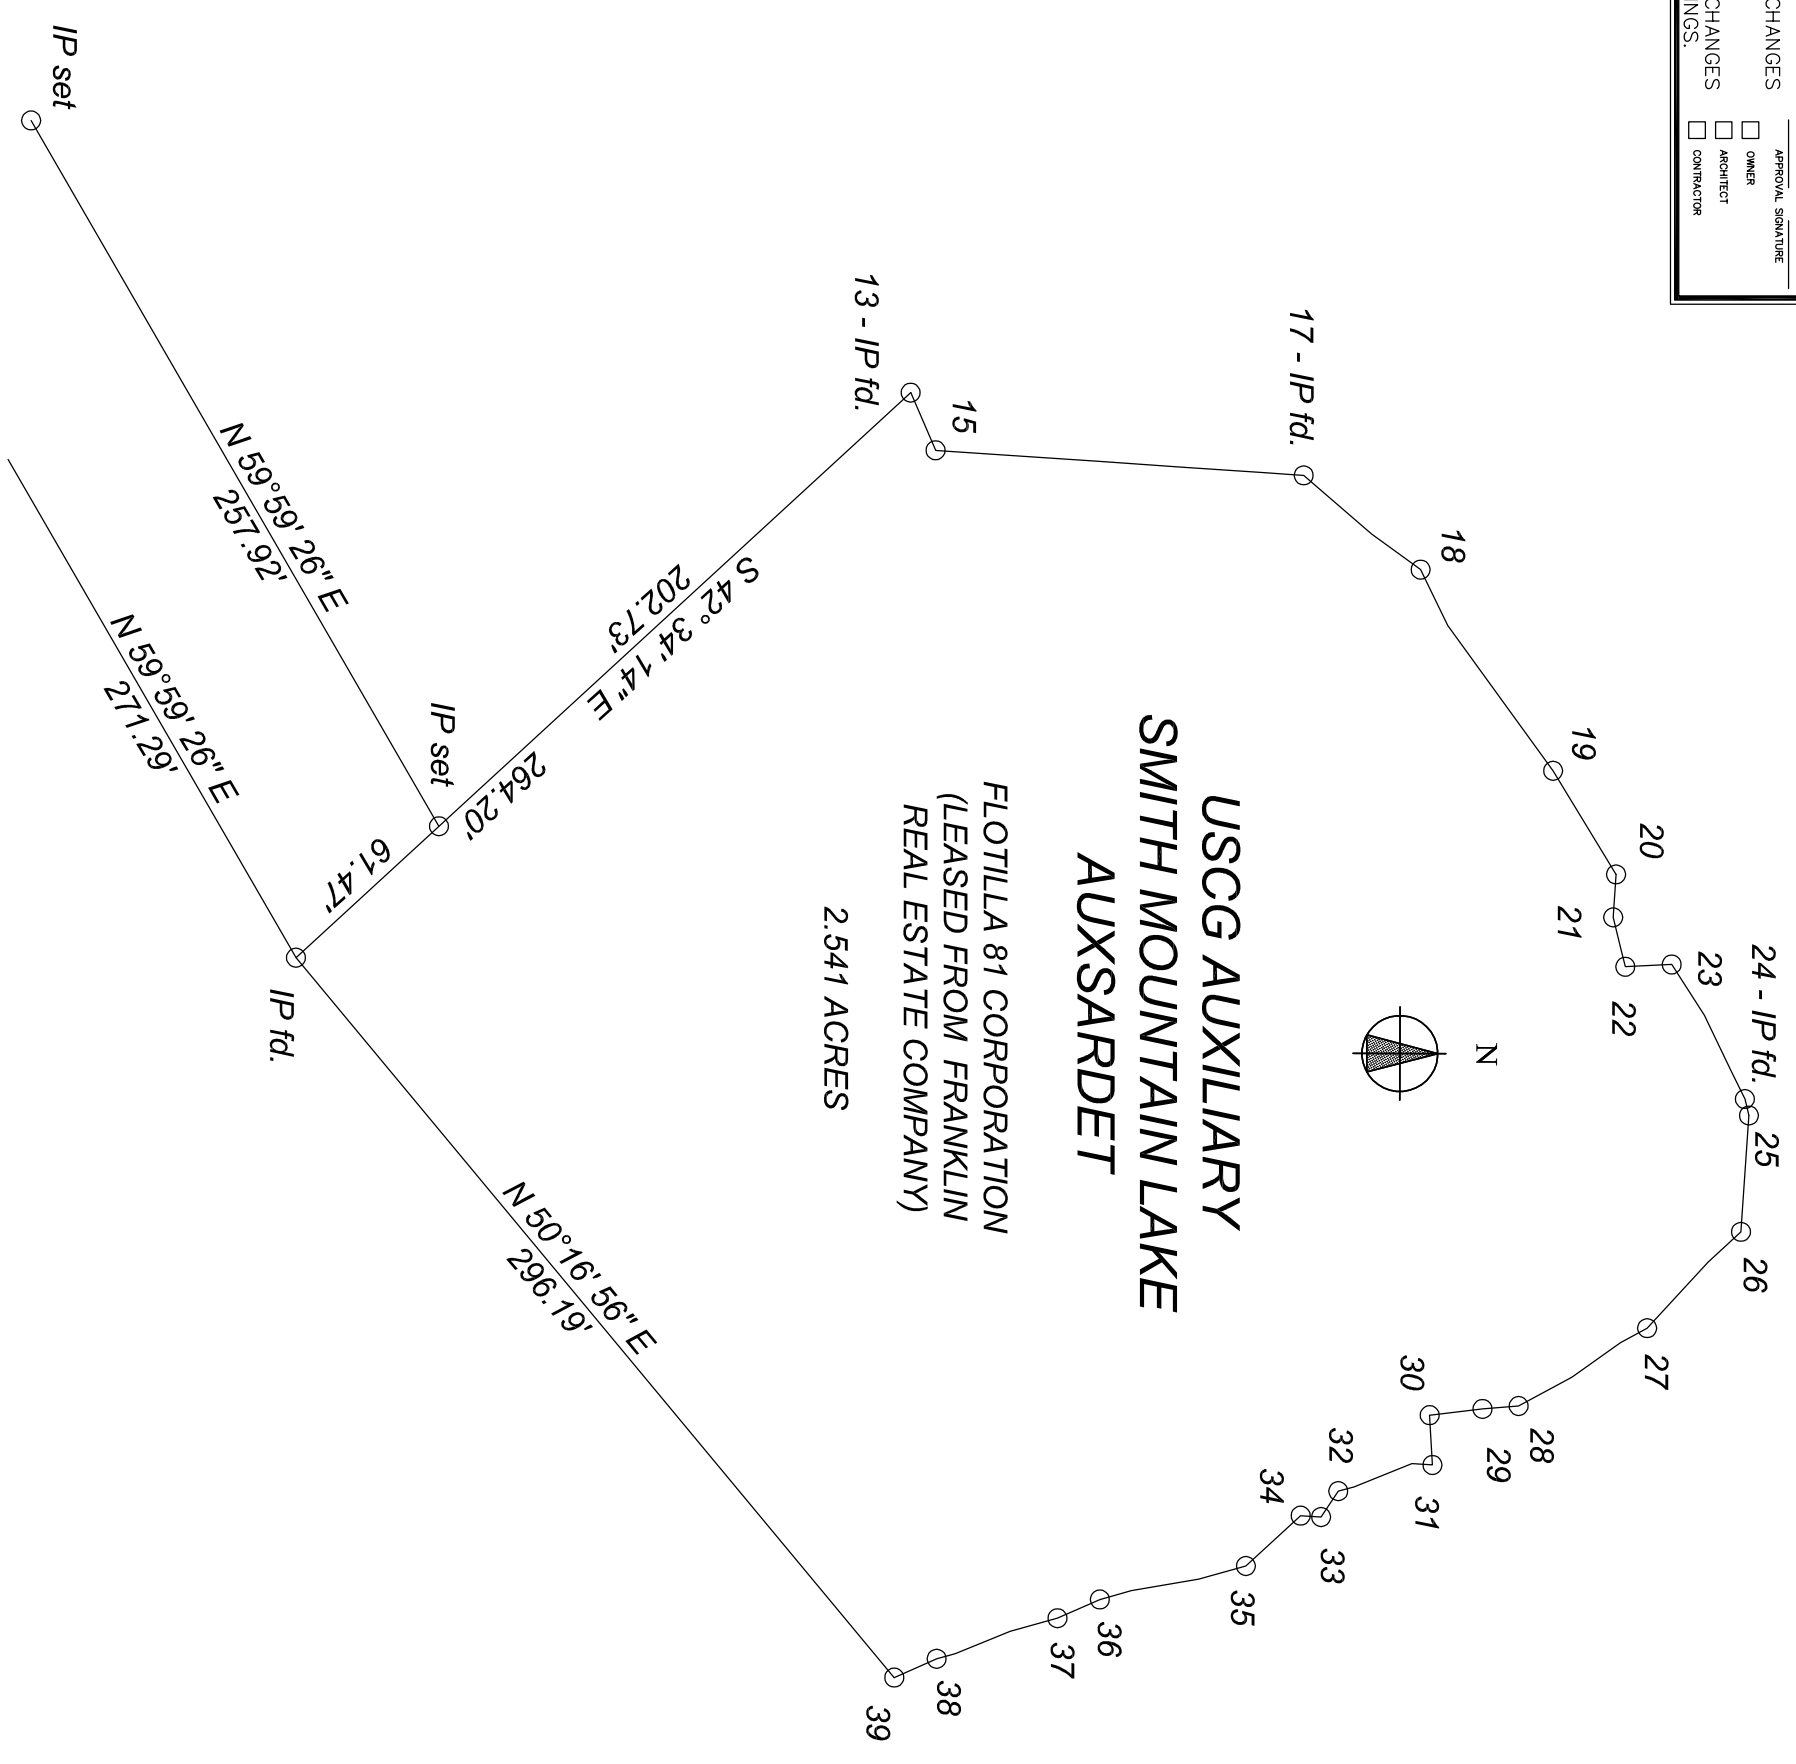 CHANGES
CHANGES
INGS.
APPROVAL SIGNATURE
OWNER
ARCHITECT
CONTRACTOR
24 - IP fd.
25
26
23
22
20
21
27
19
28
29
N
18
30
31
17 - IP fd.
32
33
34
35
USCG AUXILIARY
SMITH MOUNTAIN LAKE
AUXSARDET
FLOTILLA 81 CORPORATION
(LEASED FROM FRANKLIN
REAL ESTATE COMPANY)
2.541 ACRES
36
37
38
39
15
13 - IP fd.
S 42° 34' 14" E
202.73'
264.20'
61.47'
IP set
IP fd.
N 50°16' 56" E
296.19'
N 59°59' 26" E
257.92'
N 59°59' 26" E
271.29'
IP set